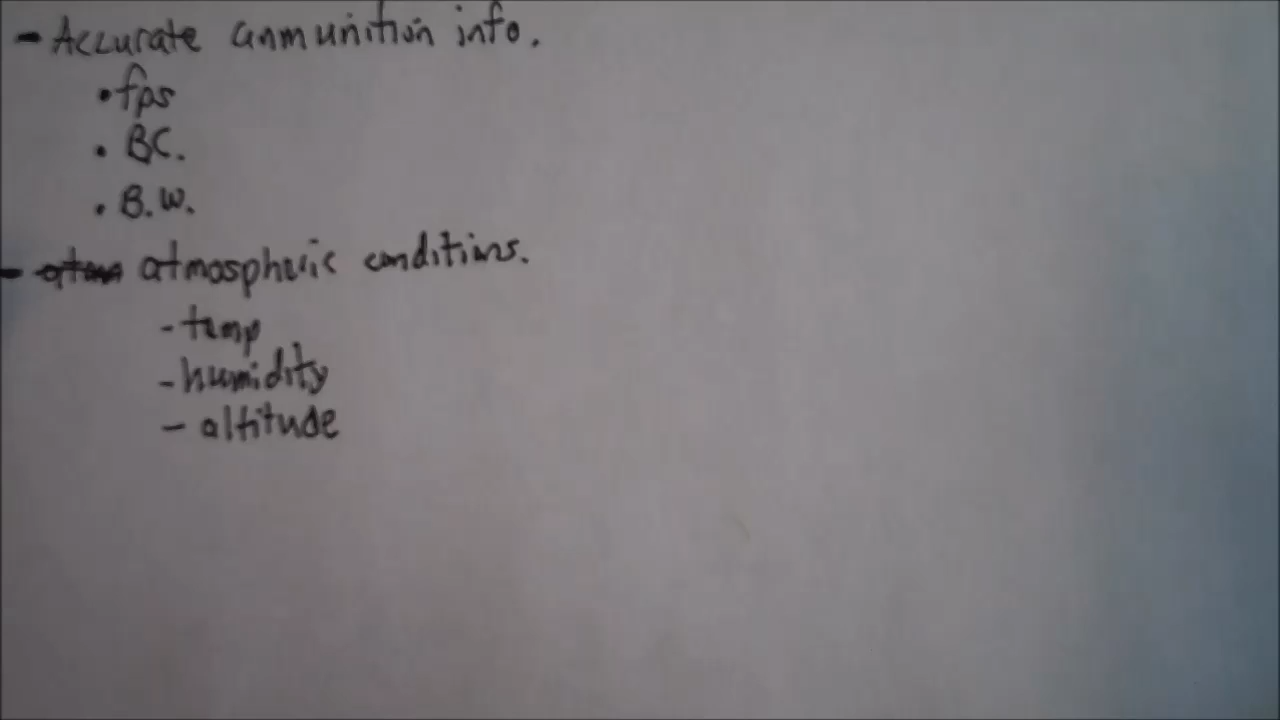 - Accurate ammunition info.
• fps
• BC.
• B.W.
- atmospheric conditions.
- temp
- humidity
- altitude